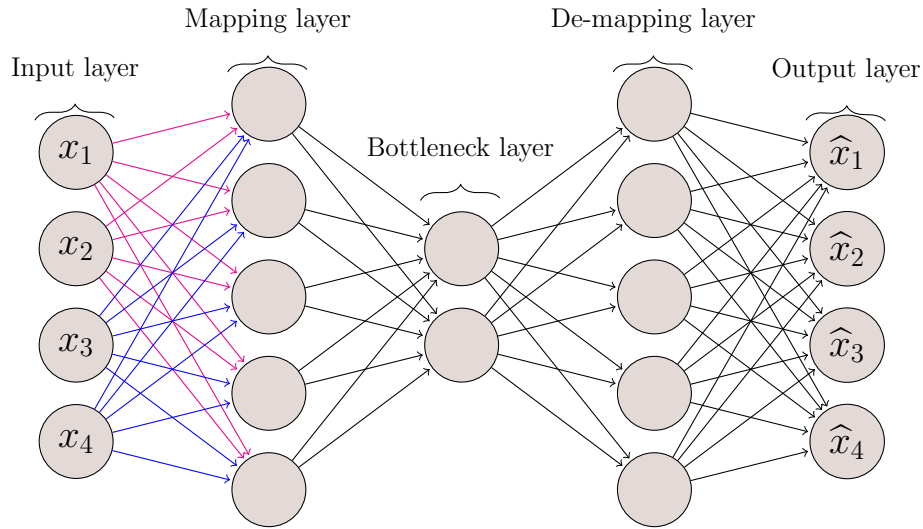 Mapping layer
De-mapping layer
Input layer
Output layer
Bottleneck layer
x₁
x̂₁
x₂
x̂₂
x₃
x̂₃
x₄
x̂₄